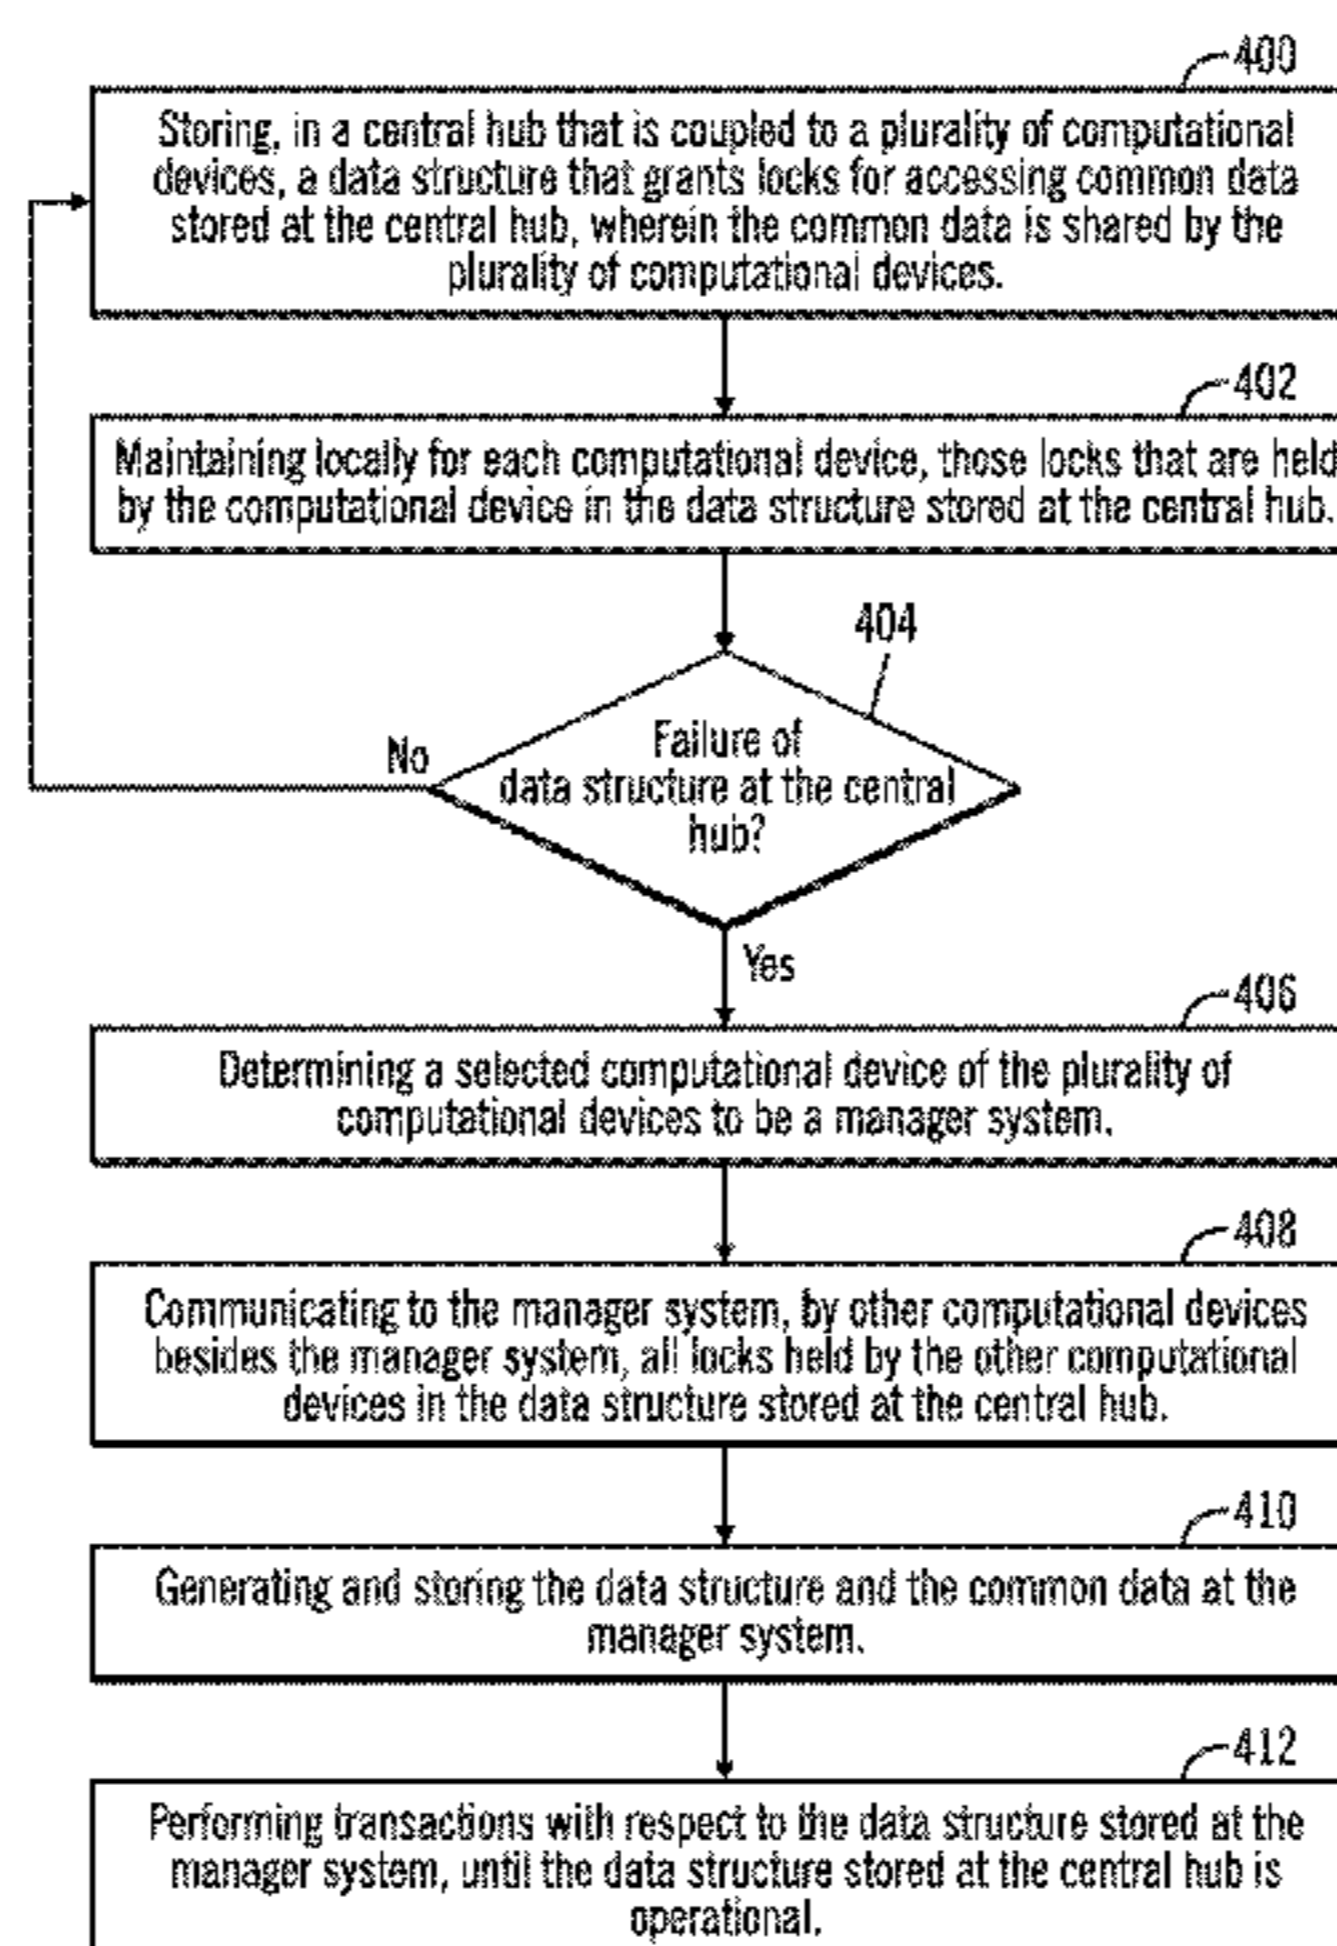 400
Storing, in a central hub that is coupled to a plurality of computational
devices, a data structure that grants locks for accessing common data
stored at the central hub, wherein the common data is shared by the
plurality of computational devices.
402
Maintaining locally for each computational device, those locks that are held
by the computational device in the data structure stored at the central hub.
404
Failure of
data structure at the central
hub?
No
Yes
406
Determining a selected computational device of the plurality of
computational devices to be a manager system.
408
Communicating to the manager system, by other computational devices
besides the manager system, all locks held by the other computational
devices in the data structure stored at the central hub.
410
Generating and storing the data structure and the common data at the
manager system.
412
Performing transactions with respect to the data structure stored at the
manager system, until the data structure stored at the central hub is
operational.